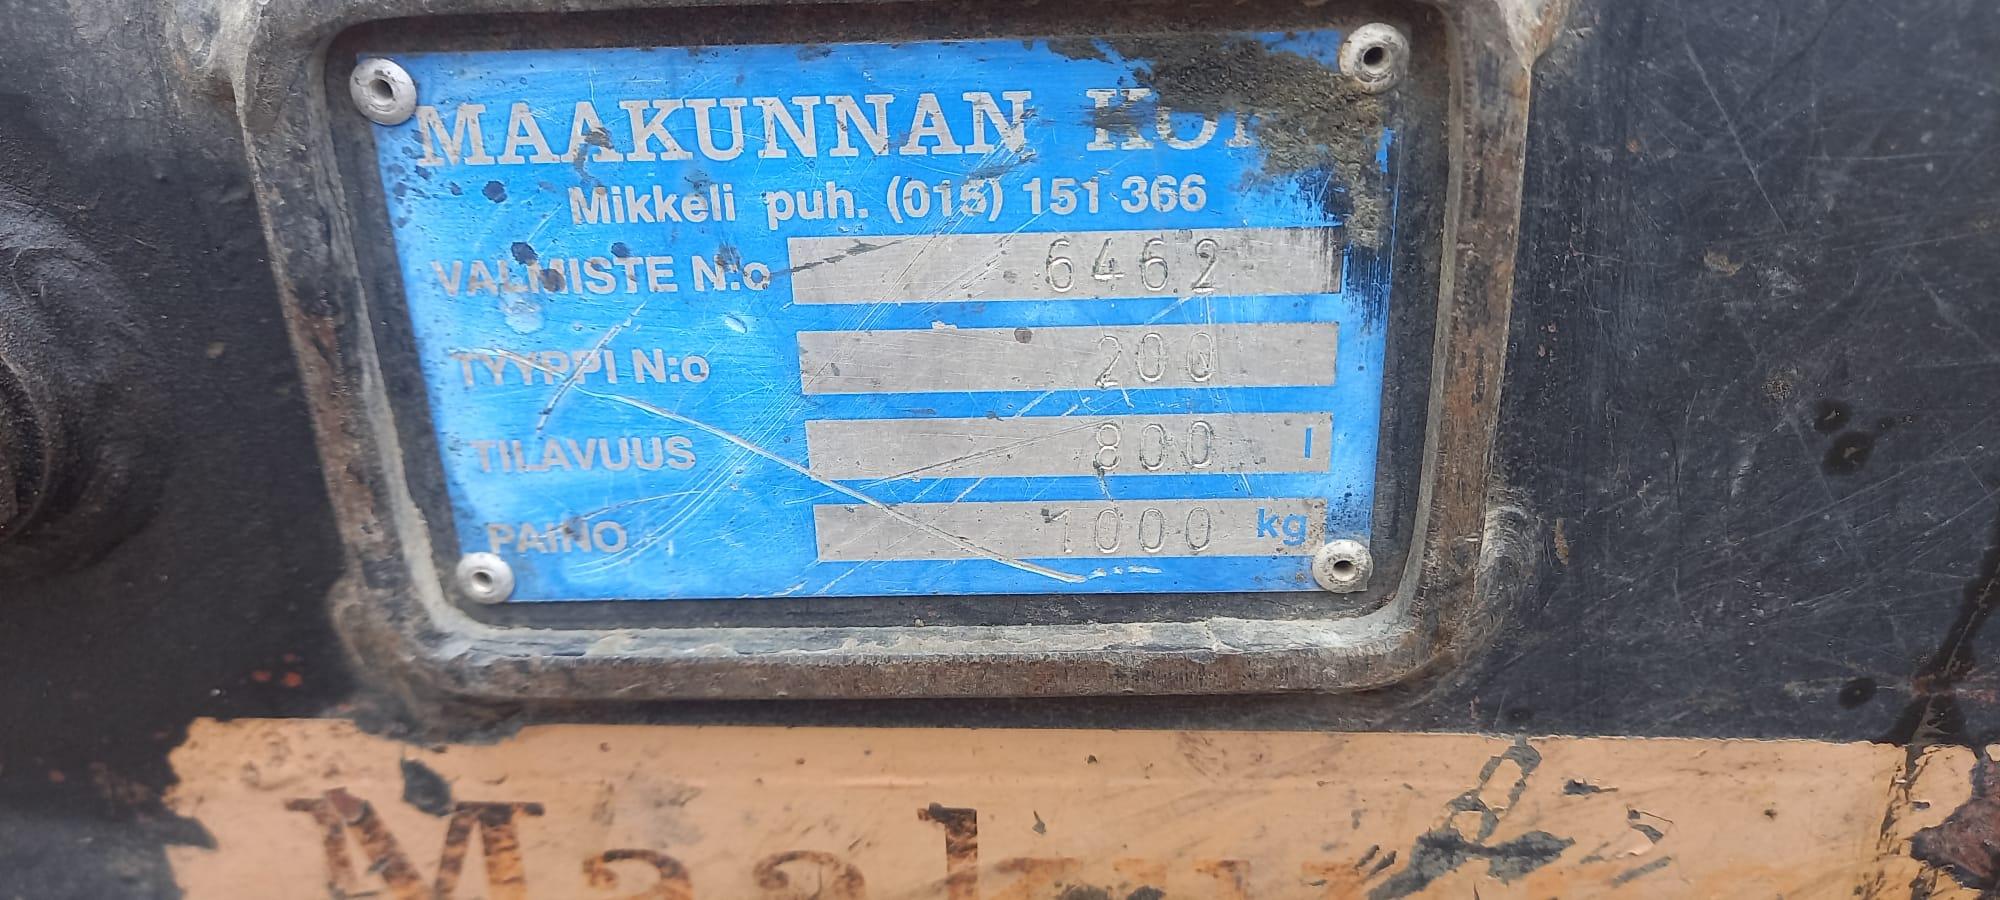 MAAKUNNAN
Mikkeli puh. (015) 151 366
VALMISTE N:o 6462
TYYPPI N:o 200
TILAVUUS 800 l
PAINO 1000 kg